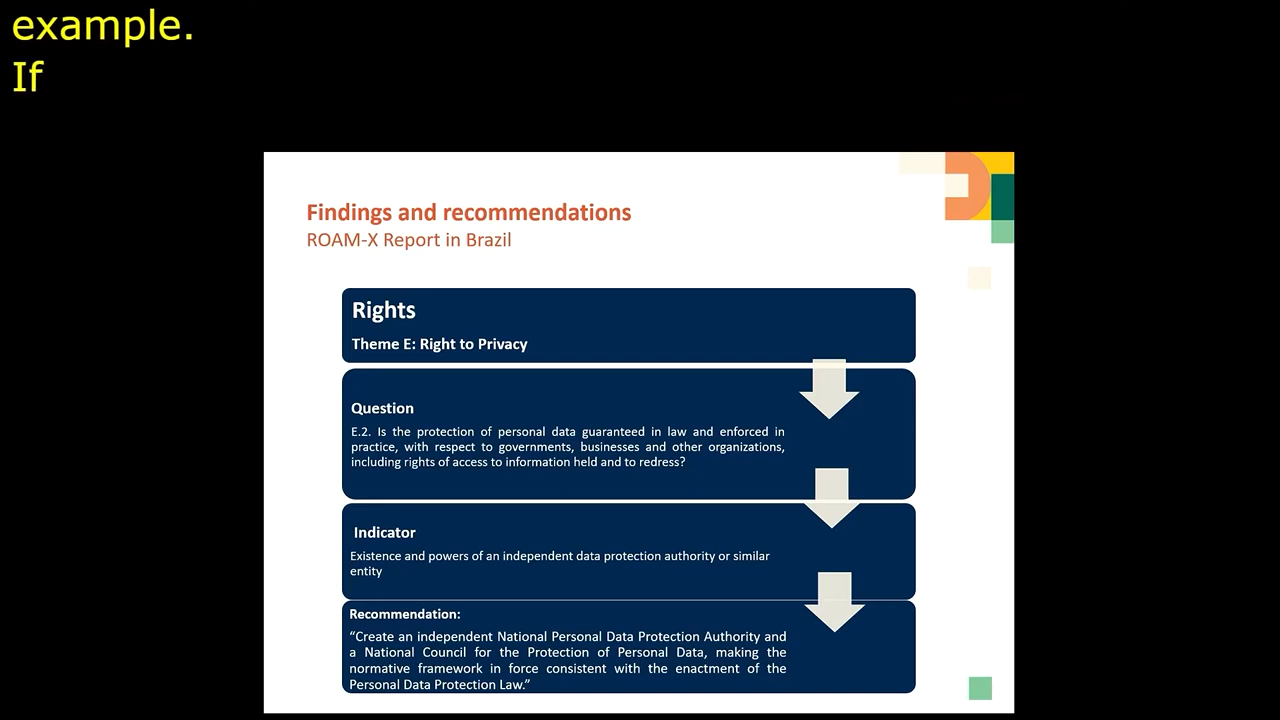 example.
If
Findings and recommendations
ROAM-X Report in Brazil
Rights
Theme E: Right to Privacy
Question
E.2. Is the protection of personal data guaranteed in law and enforced in
practice, with respect to governments, businesses and other organizations,
including rights of access to information held and to redress?
Indicator
Existence and powers of an independent data protection authority or similar
entity
Recommendation:
“Create an independent National Personal Data Protection Authority and
a National Council for the Protection of Personal Data, making the
normative framework in force consistent with the enactment of the
Personal Data Protection Law.”